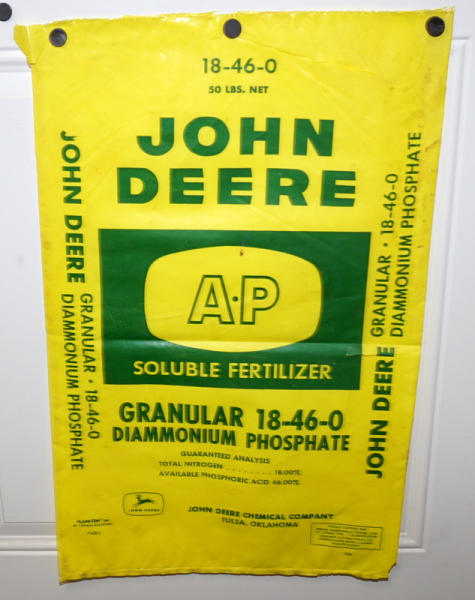 18-46-0
50 LBS. NET
JOHN
DEERE
A·P
SOLUBLE FERTILIZER
GRANULAR 18-46-0
DIAMMONIUM PHOSPHATE
GUARANTEED ANALYSIS
TOTAL NITROGEN ........ 18.00%
AVAILABLE PHOSPHORIC ACID 46.00%
JOHN DEERE
JOHN DEERE CHEMICAL COMPANY
TULSA, OKLAHOMA
JOHN DEERE GRANULAR · 18-46-0
DIAMMONIUM PHOSPHATE
JOHN DEERE GRANULAR · 18-46-0
DIAMMONIUM PHOSPHATE